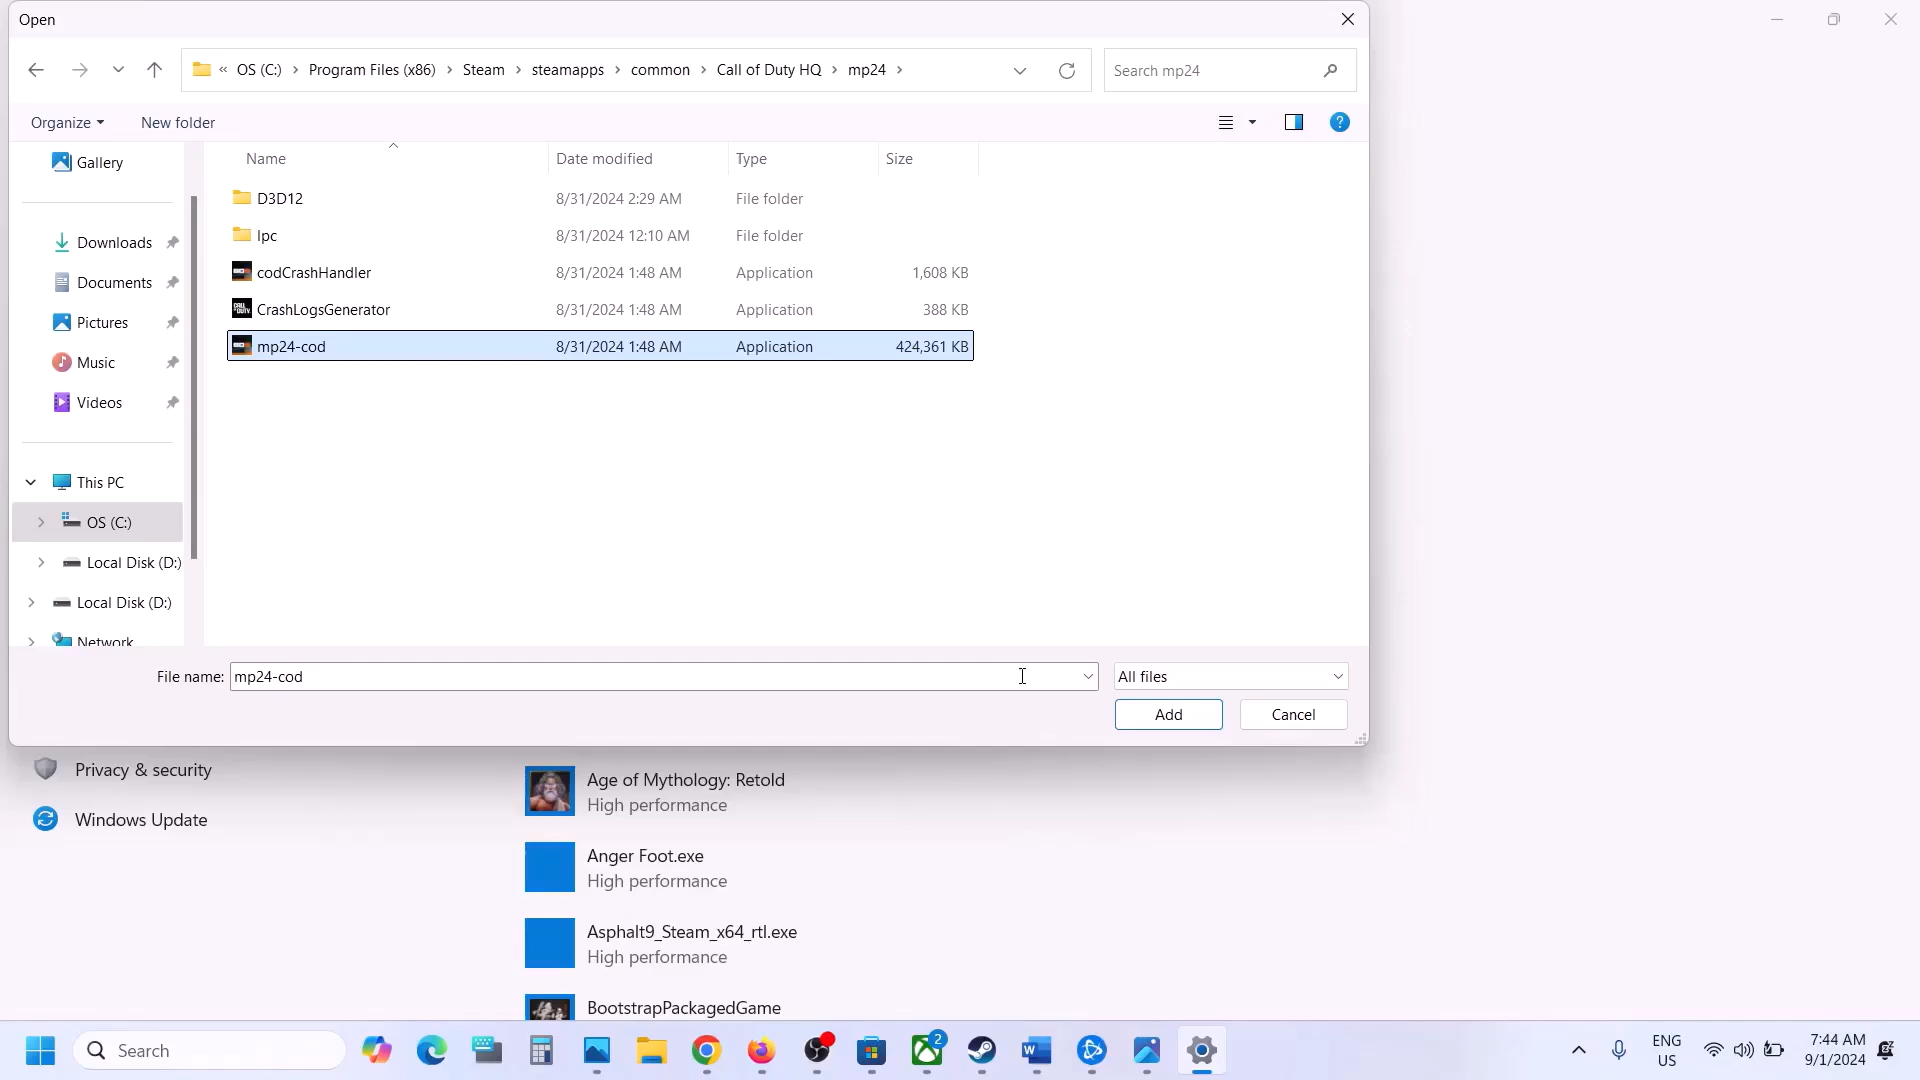 Open
« OS (C:) › Program Files (x86) › Steam › steamapps › common › Call of Duty HQ › mp24 ›
Search mp24
Organize
New folder
Gallery
Downloads
Documents
Pictures
Music
Videos
This PC
OS (C:)
Local Disk (D:)
Local Disk (D:)
Network
Name Date modified Type Size
D3D12 8/31/2024 2:29 AM File folder
lpc 8/31/2024 12:10 AM File folder
codCrashHandler 8/31/2024 1:48 AM Application 1,608 KB
CrashLogsGenerator 8/31/2024 1:48 AM Application 388 KB
mp24-cod 8/31/2024 1:48 AM Application 424,361 KB
File name: mp24-cod
All files
Add Cancel
Privacy & security
Windows Update
Age of Mythology: Retold
High performance
Anger Foot.exe
High performance
Asphalt9_Steam_x64_rtl.exe
High performance
BootstrapPackagedGame
Search
2
ENG
US
7:44 AM
9/1/2024